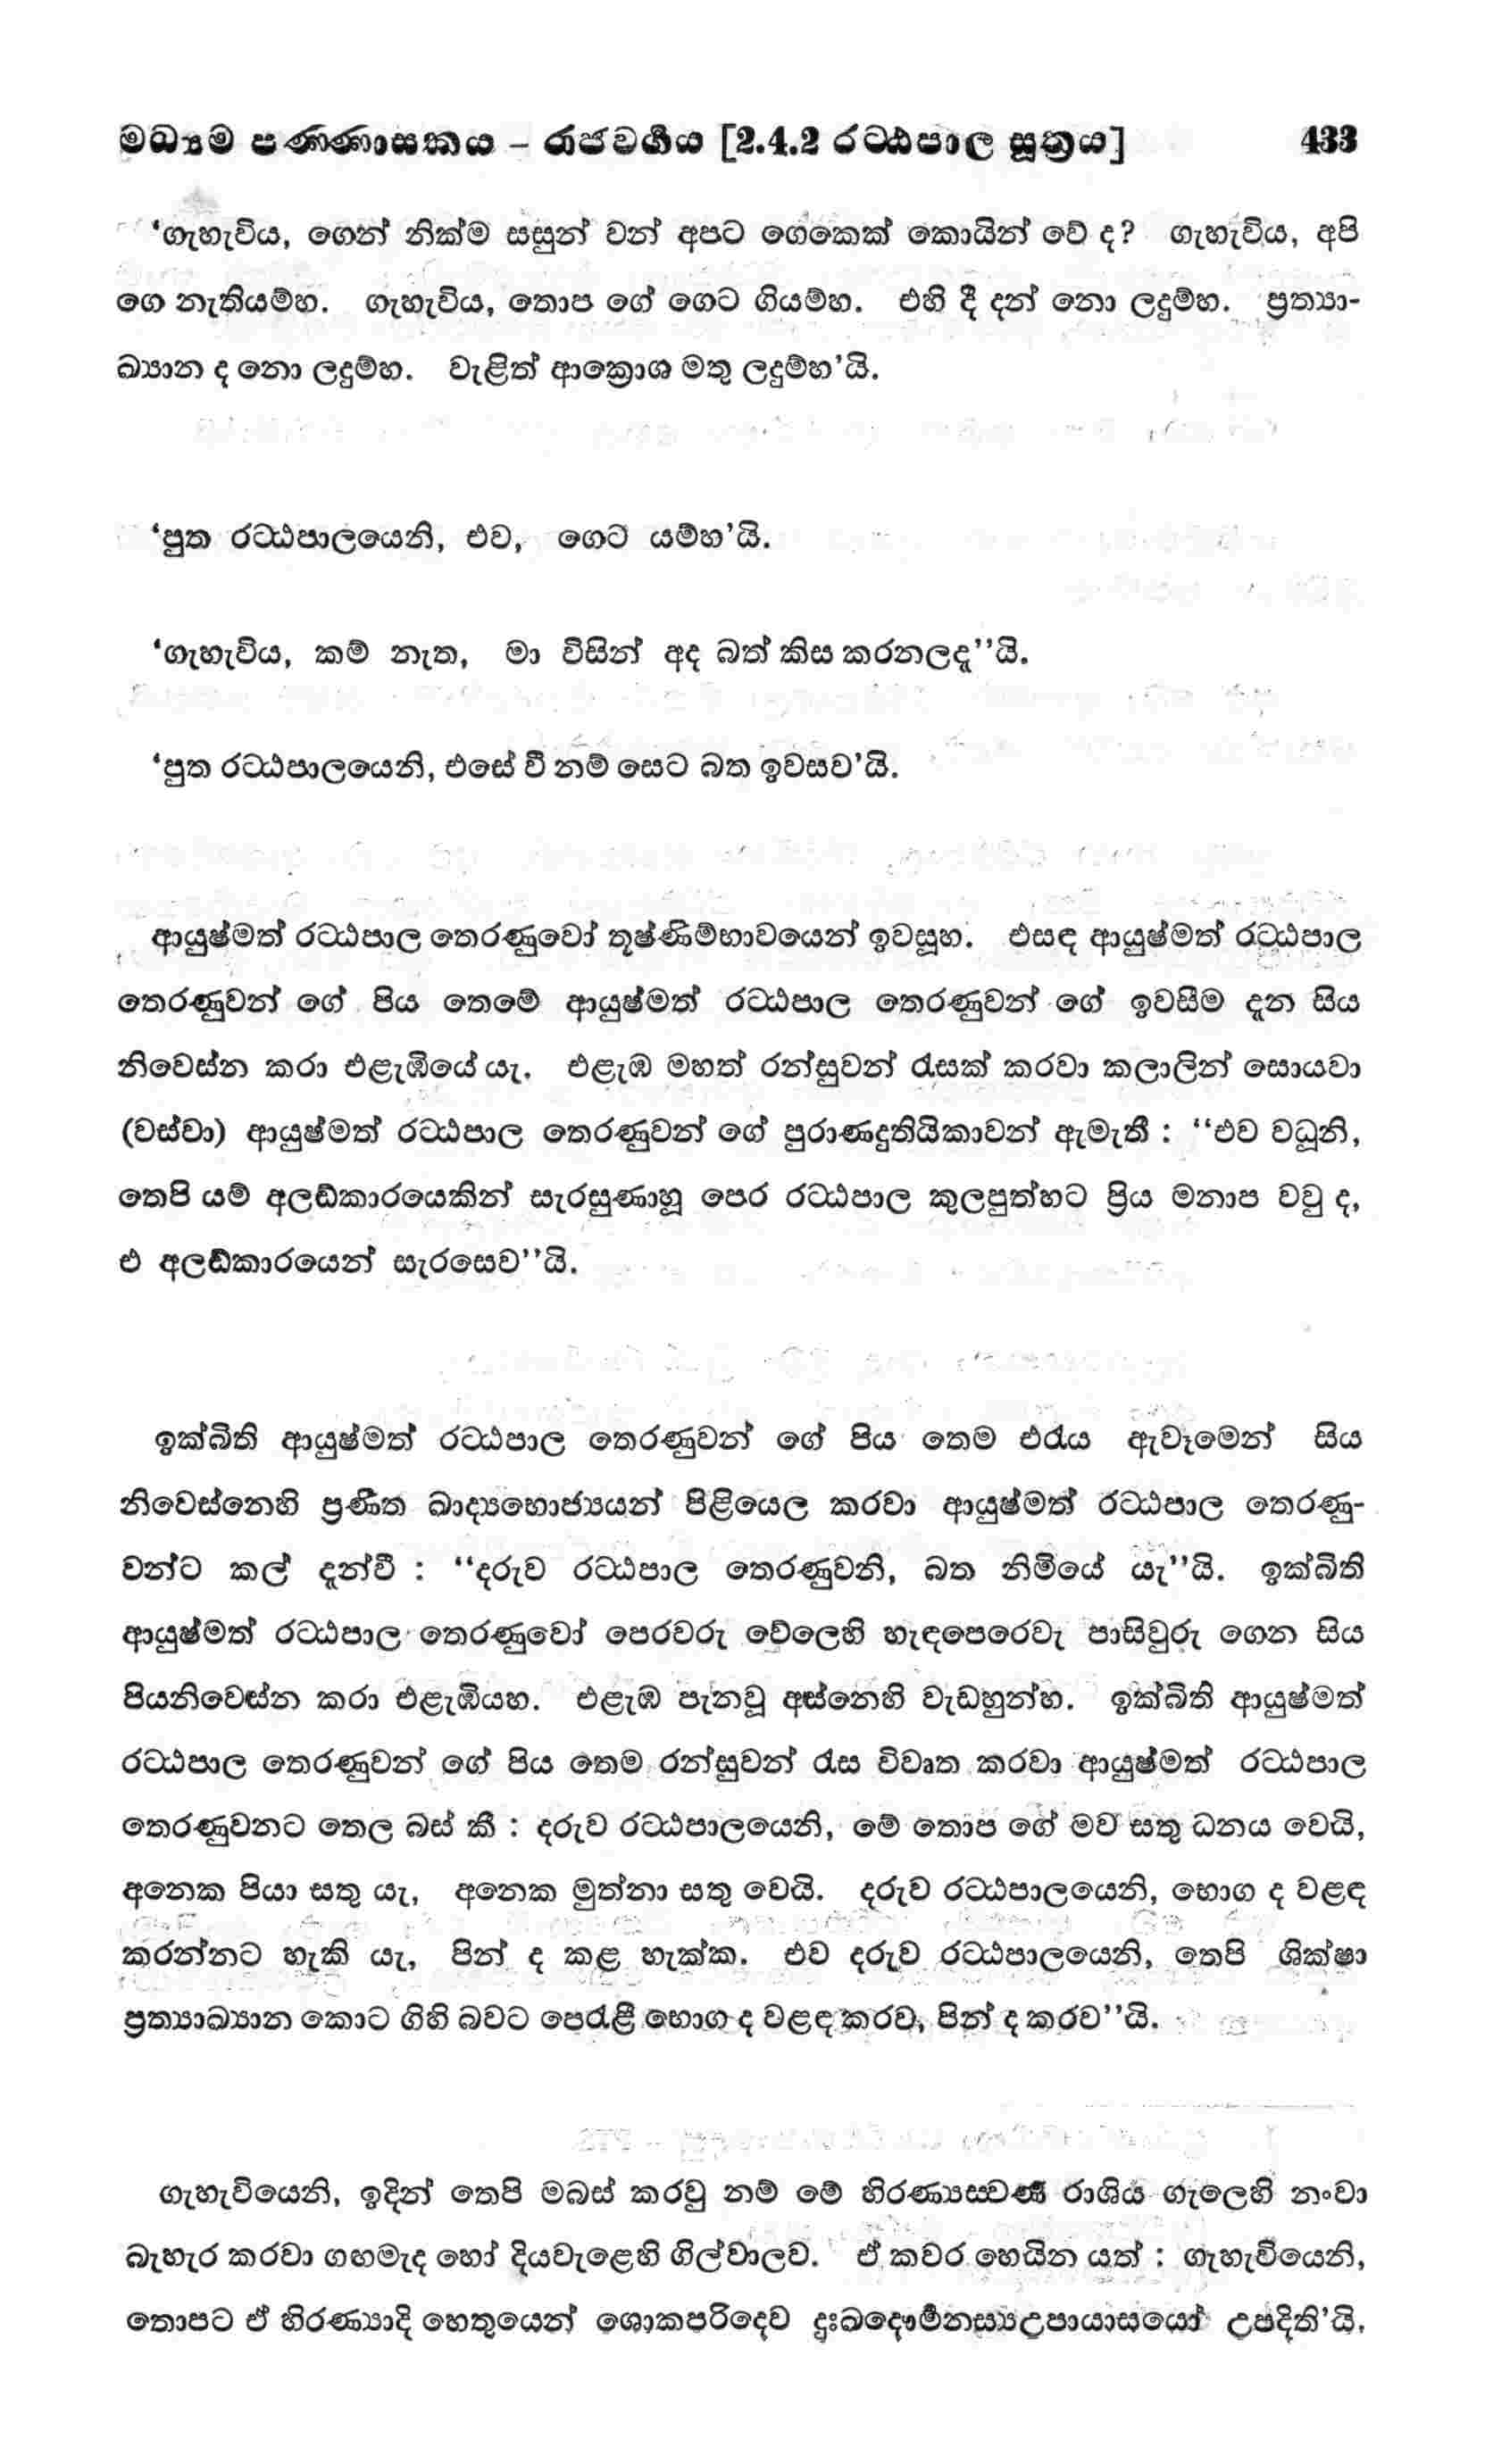 මධ්‍යම පණ්ණාසකය – රාජවර්‍ගය [2.4.2 රට්ඨපාල සූත්‍රය] 433
‘ගැහැවිය, ගෙන් නික්ම සසුන් වන් අපට ගෙකෙක් කොයින් වේ ද? ගැහැවිය, අපි
ගෙ නැතියම්හ. ගැහැවිය, තොප ගේ ගෙට ගියම්හ. එහි දී දන් නො ලදුම්හ. ප්‍රත්‍යා-
ඛ්‍යාන ද නො ලදුම්හ. වැළිත් ආක්‍රොශ මතු ලදුම්හ’යි.
‘පුත රට්ඨපාලයෙනි, එව, ගෙට යම්හ’යි.
‘ගැහැවිය, කම් නැත, මා විසින් අද බත් කිස කරනලදැ’’යි.
‘පුත රට්ඨපාලයෙනි, එසේ වී නම් සෙට බත ඉවසව’යි.
ආයුෂ්මත් රට්ඨපාල තෙරණුවෝ තූෂ්ණිම්භාවයෙන් ඉවසූහ. එසඳ ආයුෂ්මත් රට්ඨපාල
තෙරණුවන් ගේ පිය තෙමේ ආයුෂ්මත් රට්ඨපාල තෙරණුවන් ගේ ඉවසීම දැන සිය
නිවෙස්න කරා එළැඹියේ යැ. එළැඹ මහත් රන්සුවන් රැසක් කරවා කලාලින් සොයවා
(වස්වා) ආයුෂ්මත් රට්ඨපාල තෙරණුවන් ගේ පුරාණදුතියිකාවන් ඇමැතී : “එව වධූනි,
තෙපි යම් අලඞ්කාරයෙකින් සැරසුණාහූ පෙර රට්ඨපාල කුලපුත්හට ප්‍රිය මනාප වවු ද,
එ අලඞ්කාරයෙන් සැරසෙව’’යි.
ඉක්බිති ආයුෂ්මත් රට්ඨපාල තෙරණුවන් ගේ පිය තෙම එරැය ඇවෑමෙන් සිය
නිවෙස්නෙහි ප්‍රණීත ඛාද්‍යභොජ්‍යයන් පිළියෙල කරවා ආයුෂ්මත් රට්ඨපාල තෙරණු-
වන්ට කල් දැන්වී : “දරුව රට්ඨපාල තෙරණුවනි, බත නිමියේ යැ’’යි. ඉක්බිති
ආයුෂ්මත් රට්ඨපාල තෙරණුවෝ පෙරවරු වේලෙහි හැඳපෙරෙවැ පාසිවුරු ගෙන සිය
පියනිවෙස්න කරා එළැඹියහ. එළැඹ පැනවූ අස්නෙහි වැඩහුන්හ. ඉක්බිති ආයුෂ්මත්
රට්ඨපාල තෙරණුවන් ගේ පිය තෙම රන්සුවන් රැස විවෘත කරවා ආයුෂ්මත් රට්ඨපාල
තෙරණුවනට තෙල බස් කී : දරුව රට්ඨපාලයෙනි, මේ තොප ගේ මව් සතු ධනය වෙයි,
අනෙක පියා සතු යැ, අනෙක මුත්නා සතු වෙයි. දරුව රට්ඨපාලයෙනි, භොග ද වළඳ
කරන්නට හැකි යැ, පින් ද කළ හැක්ක. එව දරුව රට්ඨපාලයෙනි, තෙපි ශික්ෂා
ප්‍රත්‍යාඛ්‍යාන කොට ගිහි බවට පෙරැළී භොග ද වළඳ කරව, පින් ද කරව’’යි.
ගැහැවියෙනි, ඉදින් තෙපි මබස් කරවු නම් මේ හිරණ්‍යස්වර්‍ණ රාශිය ගැලෙහි නංවා
බැහැර කරවා ගඟමැද හෝ දියවැළෙහි ගිල්වාලව. ඒ කවර හෙයින යත් : ගැහැවියෙනි,
තොපට ඒ හිරණ්‍යාදි හෙතුයෙන් ශොකපරිදෙව දුඃඛදෞර්‍මනස්‍යඋපායාසයෝ උපදිති’යි.